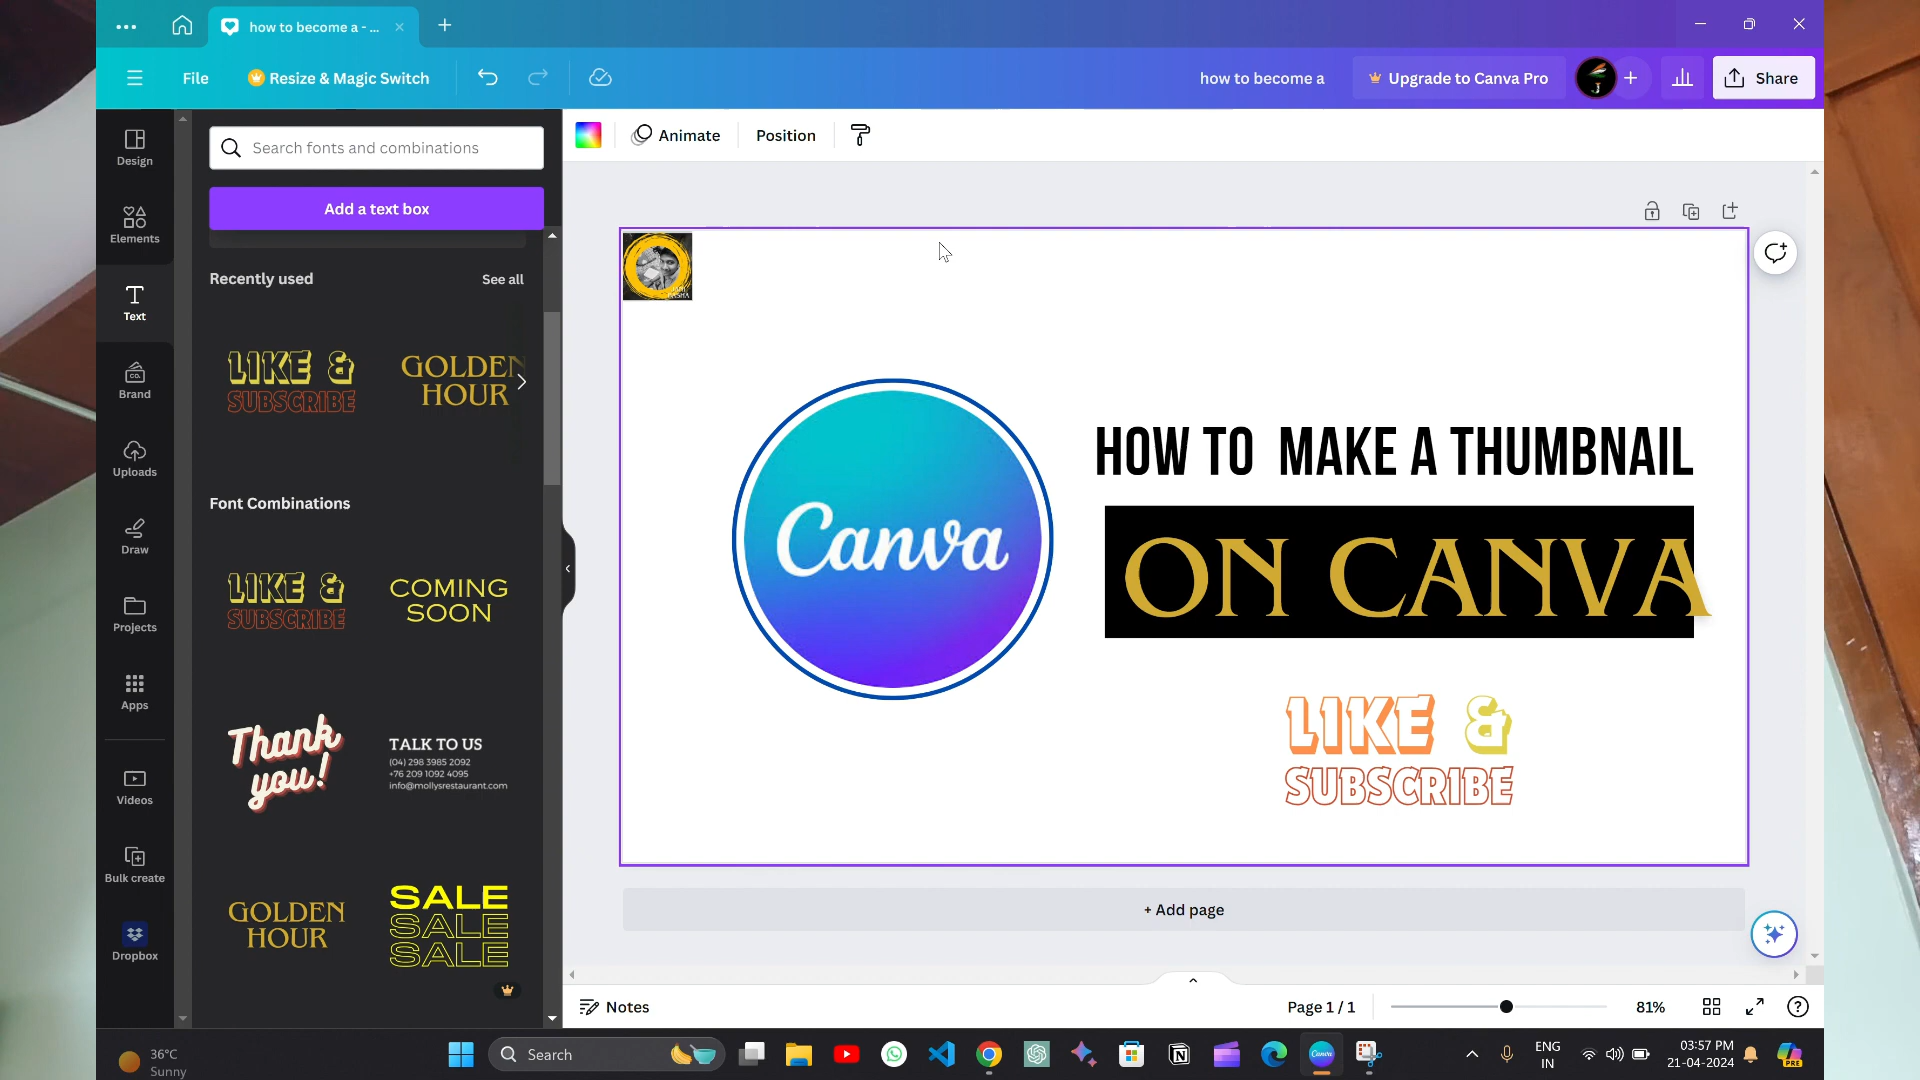 how to become a - ...
File
Resize & Magic Switch
how to become a
Upgrade to Canva Pro
Share
Design
Elements
Text
Brand
Uploads
Draw
Projects
Apps
Videos
Bulk create
Dropbox
Search fonts and combinations
Add a text box
Recently used
See all
LIKE &
SUBSCRIBE
GOLDEN
HOUR
Font Combinations
LIKE &
SUBSCRIBE
COMING
SOON
Thank
you!
TALK TO US
(04) 298 3985 2092
+76 209 1092 4095
info@mollysrestaurant.com
GOLDEN
HOUR
SALE
SALE
SALE
Animate
Position
Canva
HOW TO MAKE A THUMBNAIL
ON CANVA
LIKE &
SUBSCRIBE
+ Add page
Notes
Page 1 / 1
81%
36°C
Sunny
Search
Canva
ENG
IN
03:57 PM
21-04-2024
PRE